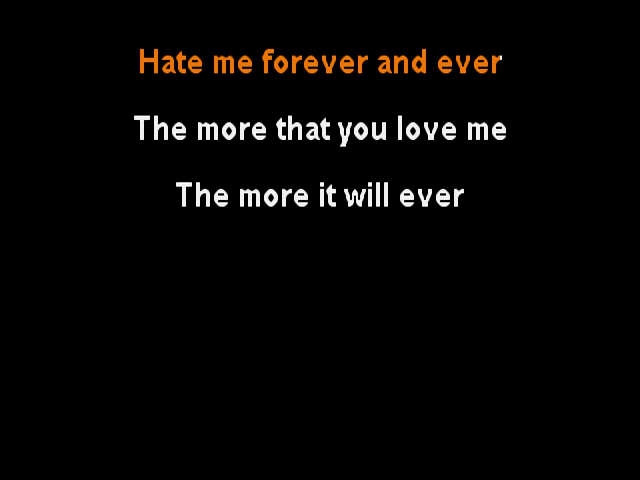 Hate me forever and ever
The more that you love me
The more it will ever